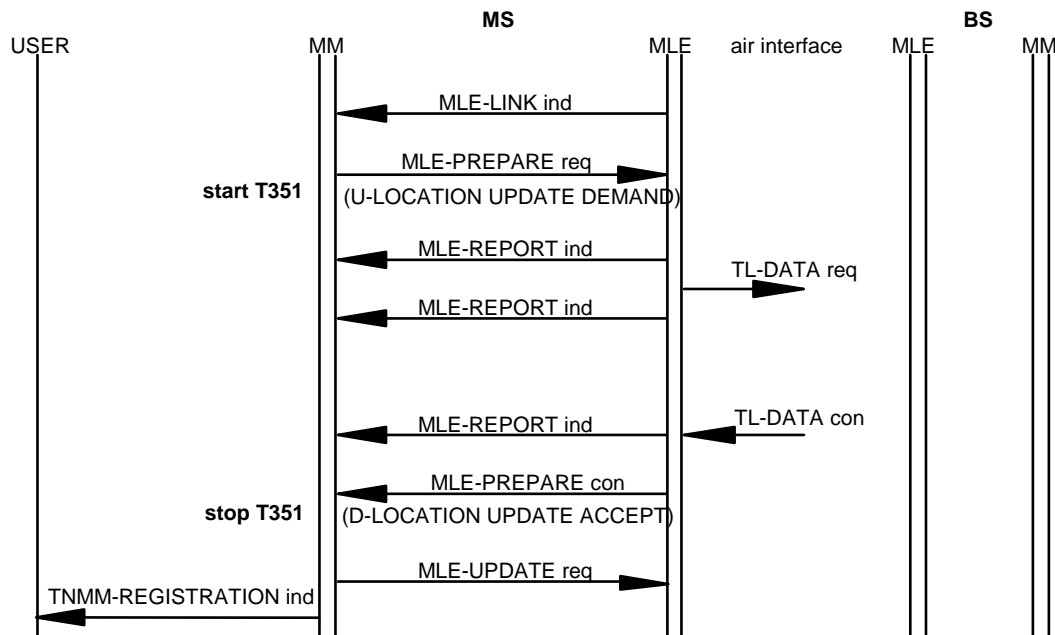 MS BS
USER MM MLE air interface MLE MM
MLE-LINK ind
MLE-PREPARE req
start T351
(U-LOCATION UPDATE DEMAND)
MLE-REPORT ind
TL-DATA req
MLE-REPORT ind
TL-DATA con
MLE-REPORT ind
MLE-PREPARE con
stop T351
(D-LOCATION UPDATE ACCEPT)
MLE-UPDATE req
TNMM-REGISTRATION ind